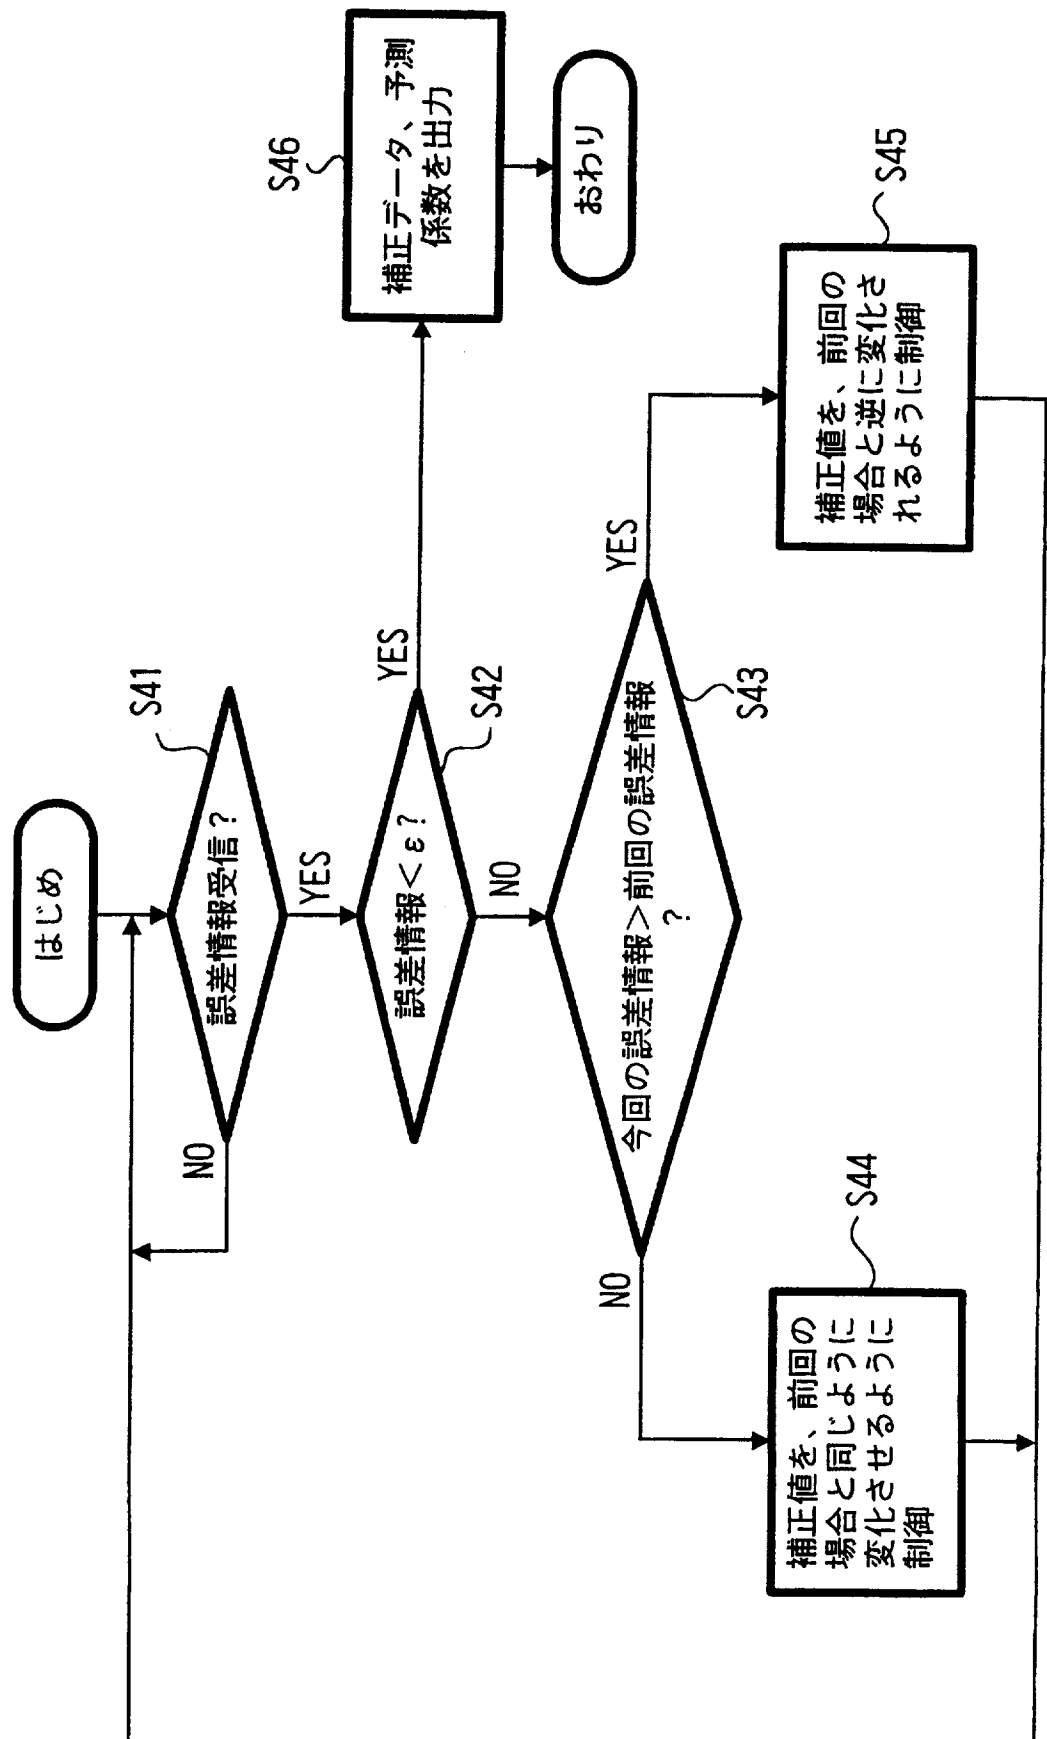 はじめ
S41
誤差情報受信?
NO
YES
S42
誤差情報<ε?
YES
NO
S46
補正データ、予測
係数を出力
おわり
S43
今回の誤差情報>前回の誤差情報
?
NO
YES
S44
補正値を、前回の
場合と同じように
変化させるように
制御
S45
補正値を、前回の
場合と逆に変化さ
れるように制御